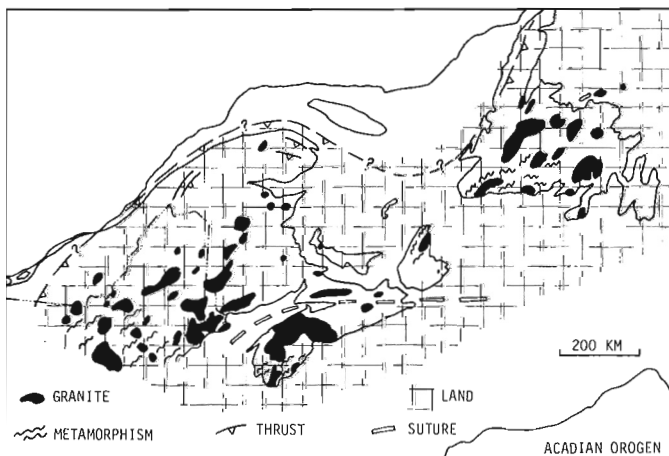 ?
?
?
?
?
200 KM
GRANITE
LAND
METAMORPHISM
THRUST
SUTURE
ACADIAN OROGEN